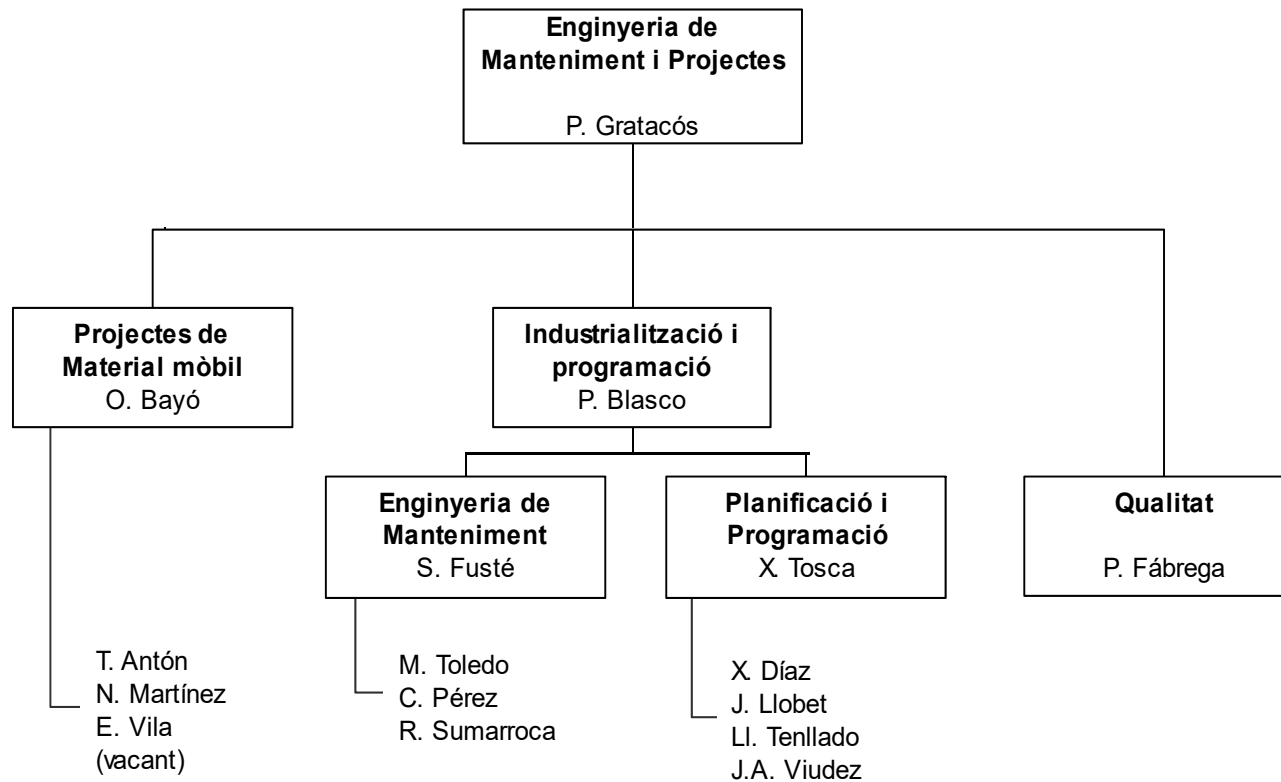 Enginyeria de
Manteniment i Projectes
P. Gratacós
Projectes de
Material mòbil
O. Bayó
Industrialització i
programació
P. Blasco
Enginyeria de
Manteniment
S. Fusté
Planificació i
Programació
X. Tosca
Qualitat
P. Fábrega
T. Antón
N. Martínez
E. Vila
(vacant)
M. Toledo
C. Pérez
R. Sumarroca
X. Díaz
J. Llobet
Ll. Tenllado
J.A. Viudez